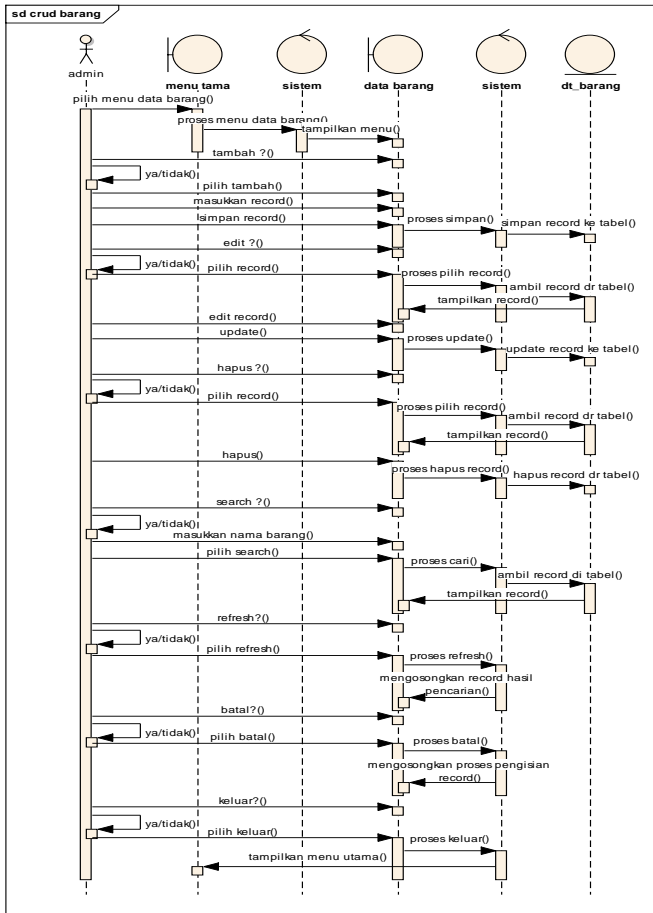 sd crud barang
admin
menu utama
sistem
data barang
sistem
dt_barang
pilih menu data barang()
proses menu data barang()
tampilkan menu()
tambah ?()
ya/tidak()
pilih tambah()
masukkan record()
simpan record()
proses simpan()
simpan record ke tabel()
edit ?()
ya/tidak()
pilih record()
proses pilih record()
ambil record dr tabel()
tampilkan record()
edit record()
update()
proses update()
update record ke tabel()
hapus ?()
ya/tidak()
pilih record()
proses pilih record()
ambil record dr tabel()
tampilkan record()
hapus()
proses hapus record()
hapus record dr tabel()
search ?()
ya/tidak()
masukkan nama barang()
pilih search()
proses cari()
ambil record di tabel()
tampilkan record()
refresh?()
ya/tidak()
pilih refresh()
proses refresh()
mengosongkan record hasil
pencarian()
batal?()
ya/tidak()
pilih batal()
proses batal()
mengosongkan proses pengisian
record()
keluar?()
ya/tidak()
pilih keluar()
proses keluar()
tampilkan menu utama()